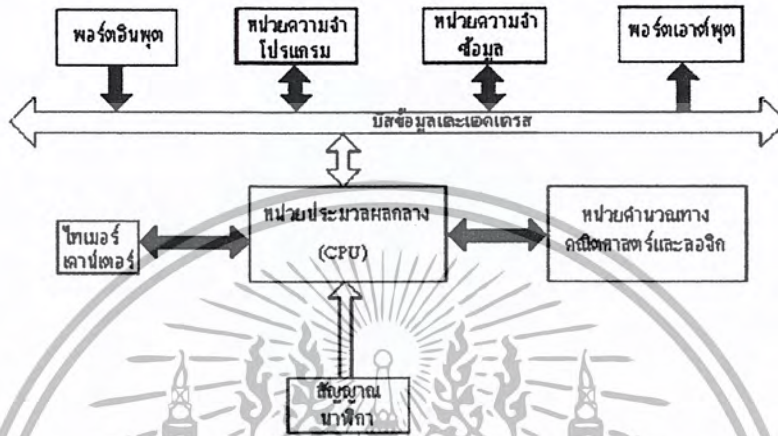 พอร์ตอินพุต
หน่วยความจำ
โปรแกรม
หน่วยความจำ
ข้อมูล
พอร์ตเอาต์พุต
บัสข้อมูลและแอดเดรส
หน่วยประมวลผลกลาง
(CPU)
ไทเมอร์
เคาน์เตอร์
หน่วยคำนวณทาง
คณิตศาสตร์และลอจิก
สัญญาณ
นาฬิกา